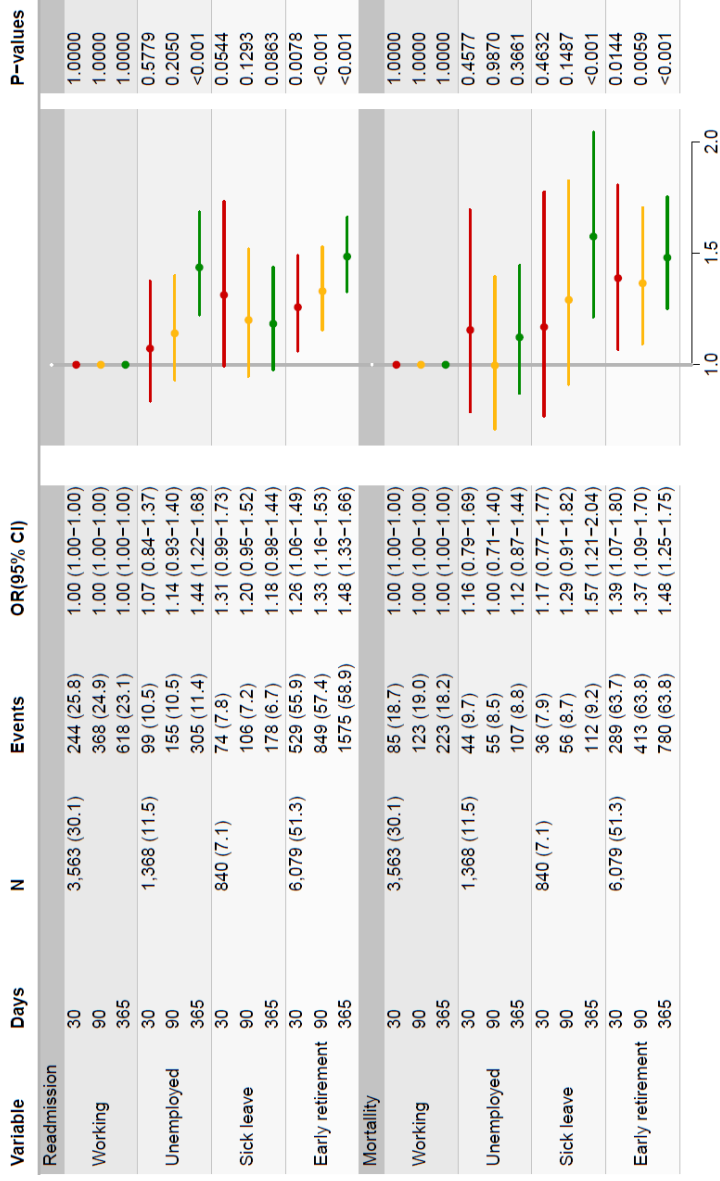 Variable Days N Events OR(95% CI) P−values
Readmission
Working 30 3,563 (30.1) 244 (25.8) 1.00 (1.00−1.00) 1.0000
90 368 (24.9) 1.00 (1.00−1.00) 1.0000
365 618 (23.1) 1.00 (1.00−1.00) 1.0000
Unemployed 30 1,368 (11.5) 99 (10.5) 1.07 (0.84−1.37) 0.5779
90 155 (10.5) 1.14 (0.93−1.40) 0.2050
365 305 (11.4) 1.44 (1.22−1.68) <0.001
Sick leave 30 840 (7.1) 74 (7.8) 1.31 (0.99−1.73) 0.0544
90 106 (7.2) 1.20 (0.95−1.52) 0.1293
365 178 (6.7) 1.18 (0.98−1.44) 0.0863
Early retirement 30 6,079 (51.3) 529 (55.9) 1.26 (1.06−1.49) 0.0078
90 849 (57.4) 1.33 (1.16−1.53) <0.001
365 1575 (58.9) 1.48 (1.33−1.66) <0.001
Mortallity
Working 30 3,563 (30.1) 85 (18.7) 1.00 (1.00−1.00) 1.0000
90 123 (19.0) 1.00 (1.00−1.00) 1.0000
365 223 (18.2) 1.00 (1.00−1.00) 1.0000
Unemployed 30 1,368 (11.5) 44 (9.7) 1.16 (0.79−1.69) 0.4577
90 55 (8.5) 1.00 (0.71−1.40) 0.9870
365 107 (8.8) 1.12 (0.87−1.44) 0.3661
Sick leave 30 840 (7.1) 36 (7.9) 1.17 (0.77−1.77) 0.4632
90 56 (8.7) 1.29 (0.91−1.82) 0.1487
365 112 (9.2) 1.57 (1.21−2.04) <0.001
Early retirement 30 6,079 (51.3) 289 (63.7) 1.39 (1.07−1.80) 0.0144
90 413 (63.8) 1.37 (1.09−1.70) 0.0059
365 780 (63.8) 1.48 (1.25−1.75) <0.001
1.0 1.5 2.0